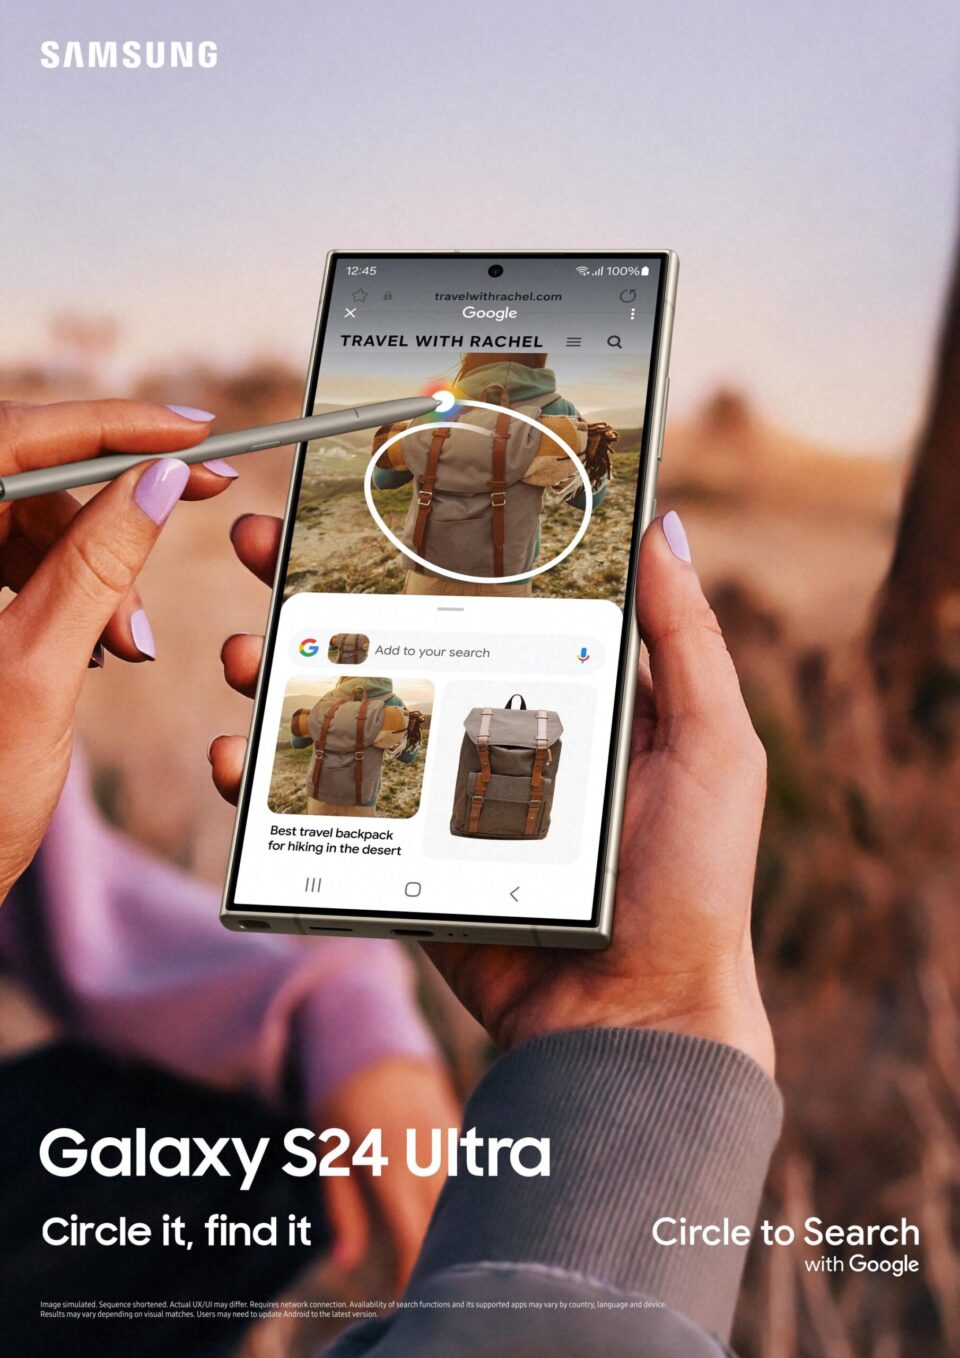 SAMSUNG
12:45
100%
travelwithrachel.com
Google
TRAVEL WITH RACHEL
G Add to your search
Best travel backpack
for hiking in the desert
Galaxy S24 Ultra
Circle it, find it
Circle to Search
with Google
Image simulated. Sequence shortened. Actual UX/UI may differ. Requires network connection. Availability of search functions and its supported apps may vary by country, language and device.
Results may vary depending on visual matches. Users may need to update Android to the latest version.